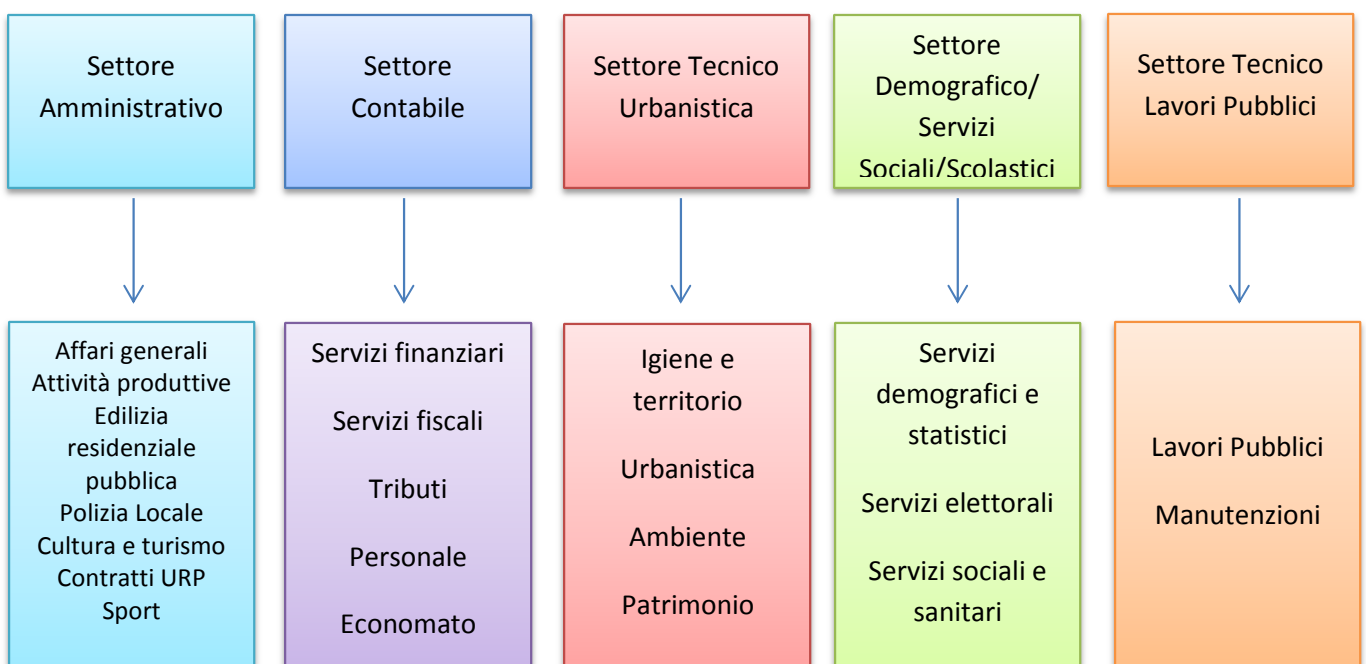 Settore
Amministrativo
Settore
Contabile
Settore Tecnico
Urbanistica
Settore
Demografico/
Servizi
Sociali/Scolastici
Settore Tecnico
Lavori Pubblici
Affari generali
Attività produttive
Edilizia
residenziale
pubblica
Polizia Locale
Cultura e turismo
Contratti URP
Sport
Servizi finanziari
Servizi fiscali
Tributi
Personale
Economato
Igiene e
territorio
Urbanistica
Ambiente
Patrimonio
Servizi
demografici e
statistici
Servizi elettorali
Servizi sociali e
sanitari
Lavori Pubblici
Manutenzioni